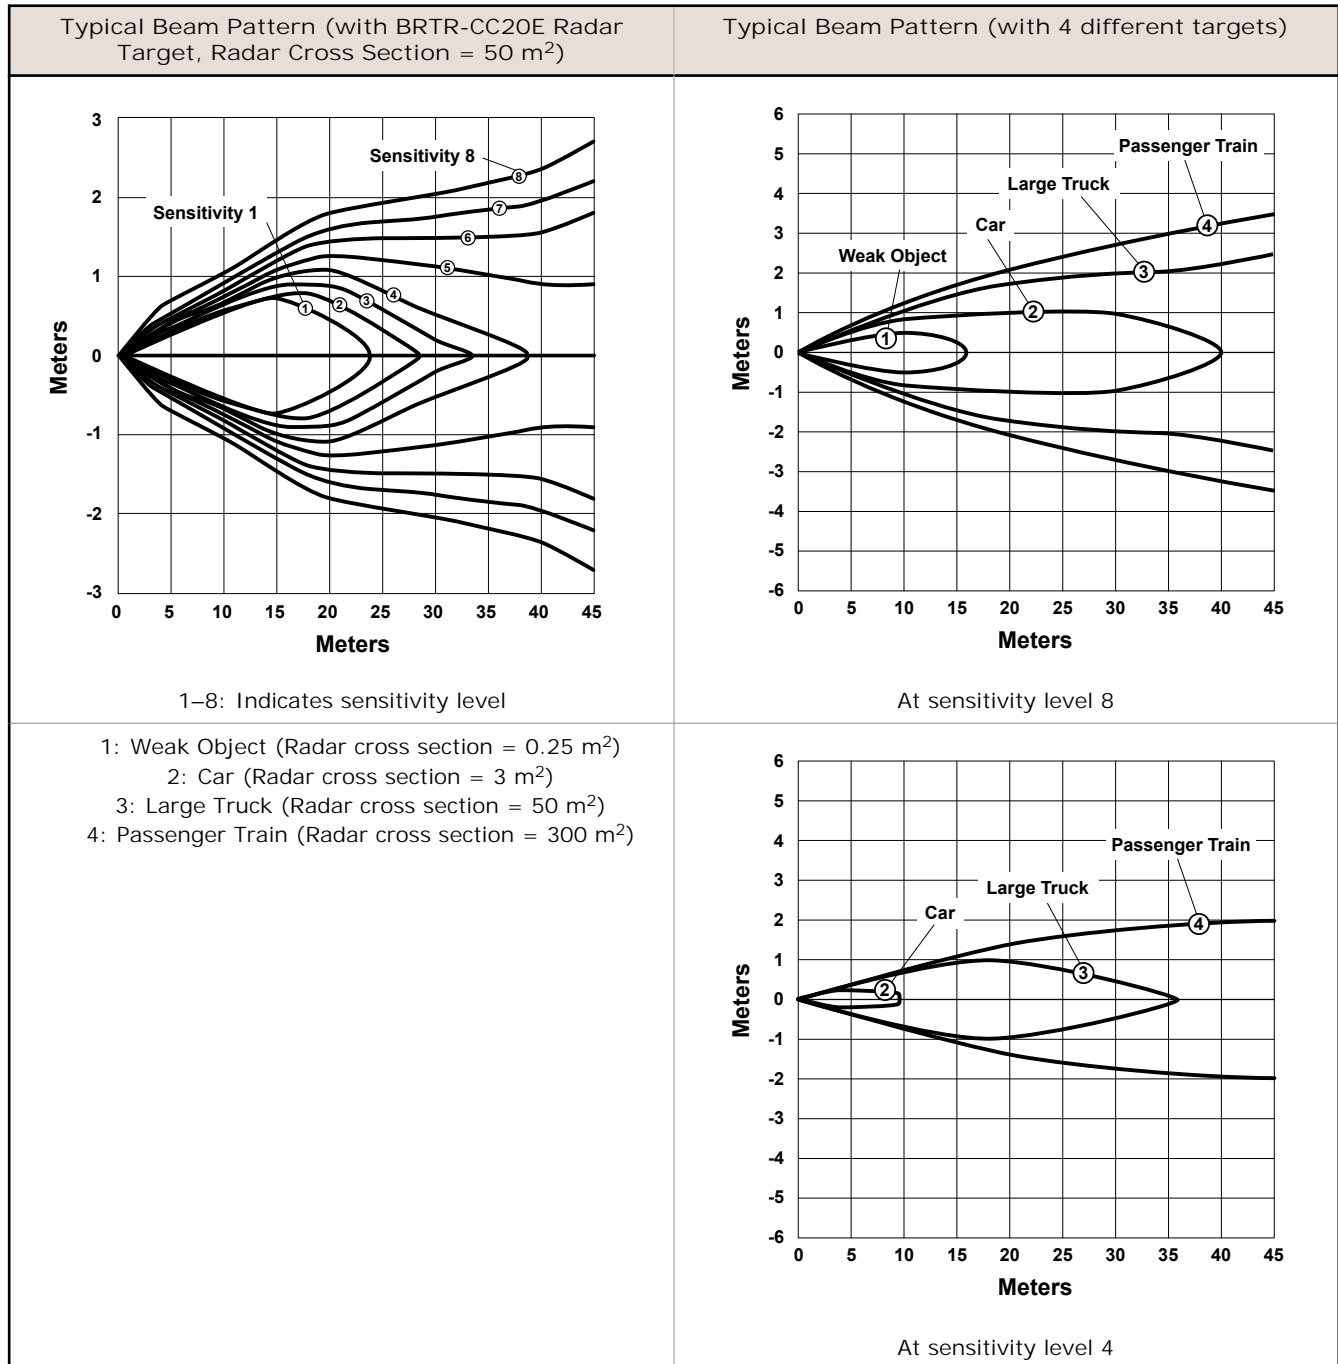 Typical Beam Pattern (with BRTR-CC20E Radar
Target, Radar Cross Section = 50 m²)
Typical Beam Pattern (with 4 different targets)
3
2
1
0
-1
-2
-3
Meters
Sensitivity 8
Sensitivity 1
8
7
6
5
4
3
2
1
0 5 10 15 20 25 30 35 40 45
Meters
1–8: Indicates sensitivity level
6
5
4
3
2
1
0
-1
-2
-3
-4
-5
-6
Meters
Passenger Train
Large Truck
Car
Weak Object
4
3
2
1
0 5 10 15 20 25 30 35 40 45
Meters
At sensitivity level 8
1: Weak Object (Radar cross section = 0.25 m²)
2: Car (Radar cross section = 3 m²)
3: Large Truck (Radar cross section = 50 m²)
4: Passenger Train (Radar cross section = 300 m²)
6
5
4
3
2
1
0
-1
-2
-3
-4
-5
-6
Meters
Passenger Train
Large Truck
Car
4
3
2
0 5 10 15 20 25 30 35 40 45
Meters
At sensitivity level 4